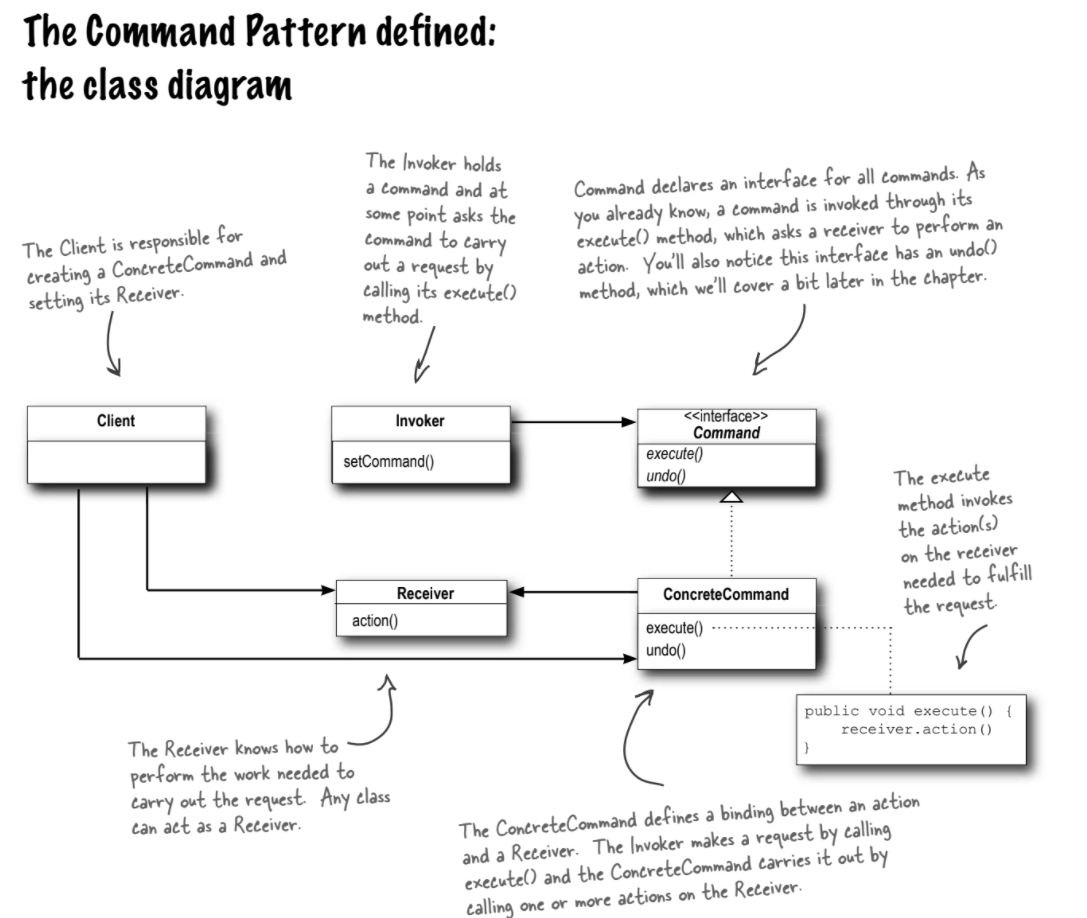 The Command Pattern defined:
the class diagram
The Invoker holds
a command and at
some point asks the
command to carry
out a request by
calling its execute()
method.
Command declares an interface for all commands. As
you already know, a command is invoked through its
execute() method, which asks a receiver to perform an
action. You'll also notice this interface has an undo()
method, which we'll cover a bit later in the chapter.
The Client is responsible for
creating a ConcreteCommand and
setting its Receiver.
Client
Invoker
setCommand()
<<interface>>
Command
execute()
undo()
The execute
method invokes
the action(s)
on the receiver
needed to fulfill
the request.
Receiver
action()
ConcreteCommand
execute()
undo()
public void execute() {
receiver.action()
}
The Receiver knows how to
perform the work needed to
carry out the request. Any class
can act as a Receiver.
The ConcreteCommand defines a binding between an action
and a Receiver. The Invoker makes a request by calling
execute() and the ConcreteCommand carries it out by
calling one or more actions on the Receiver.